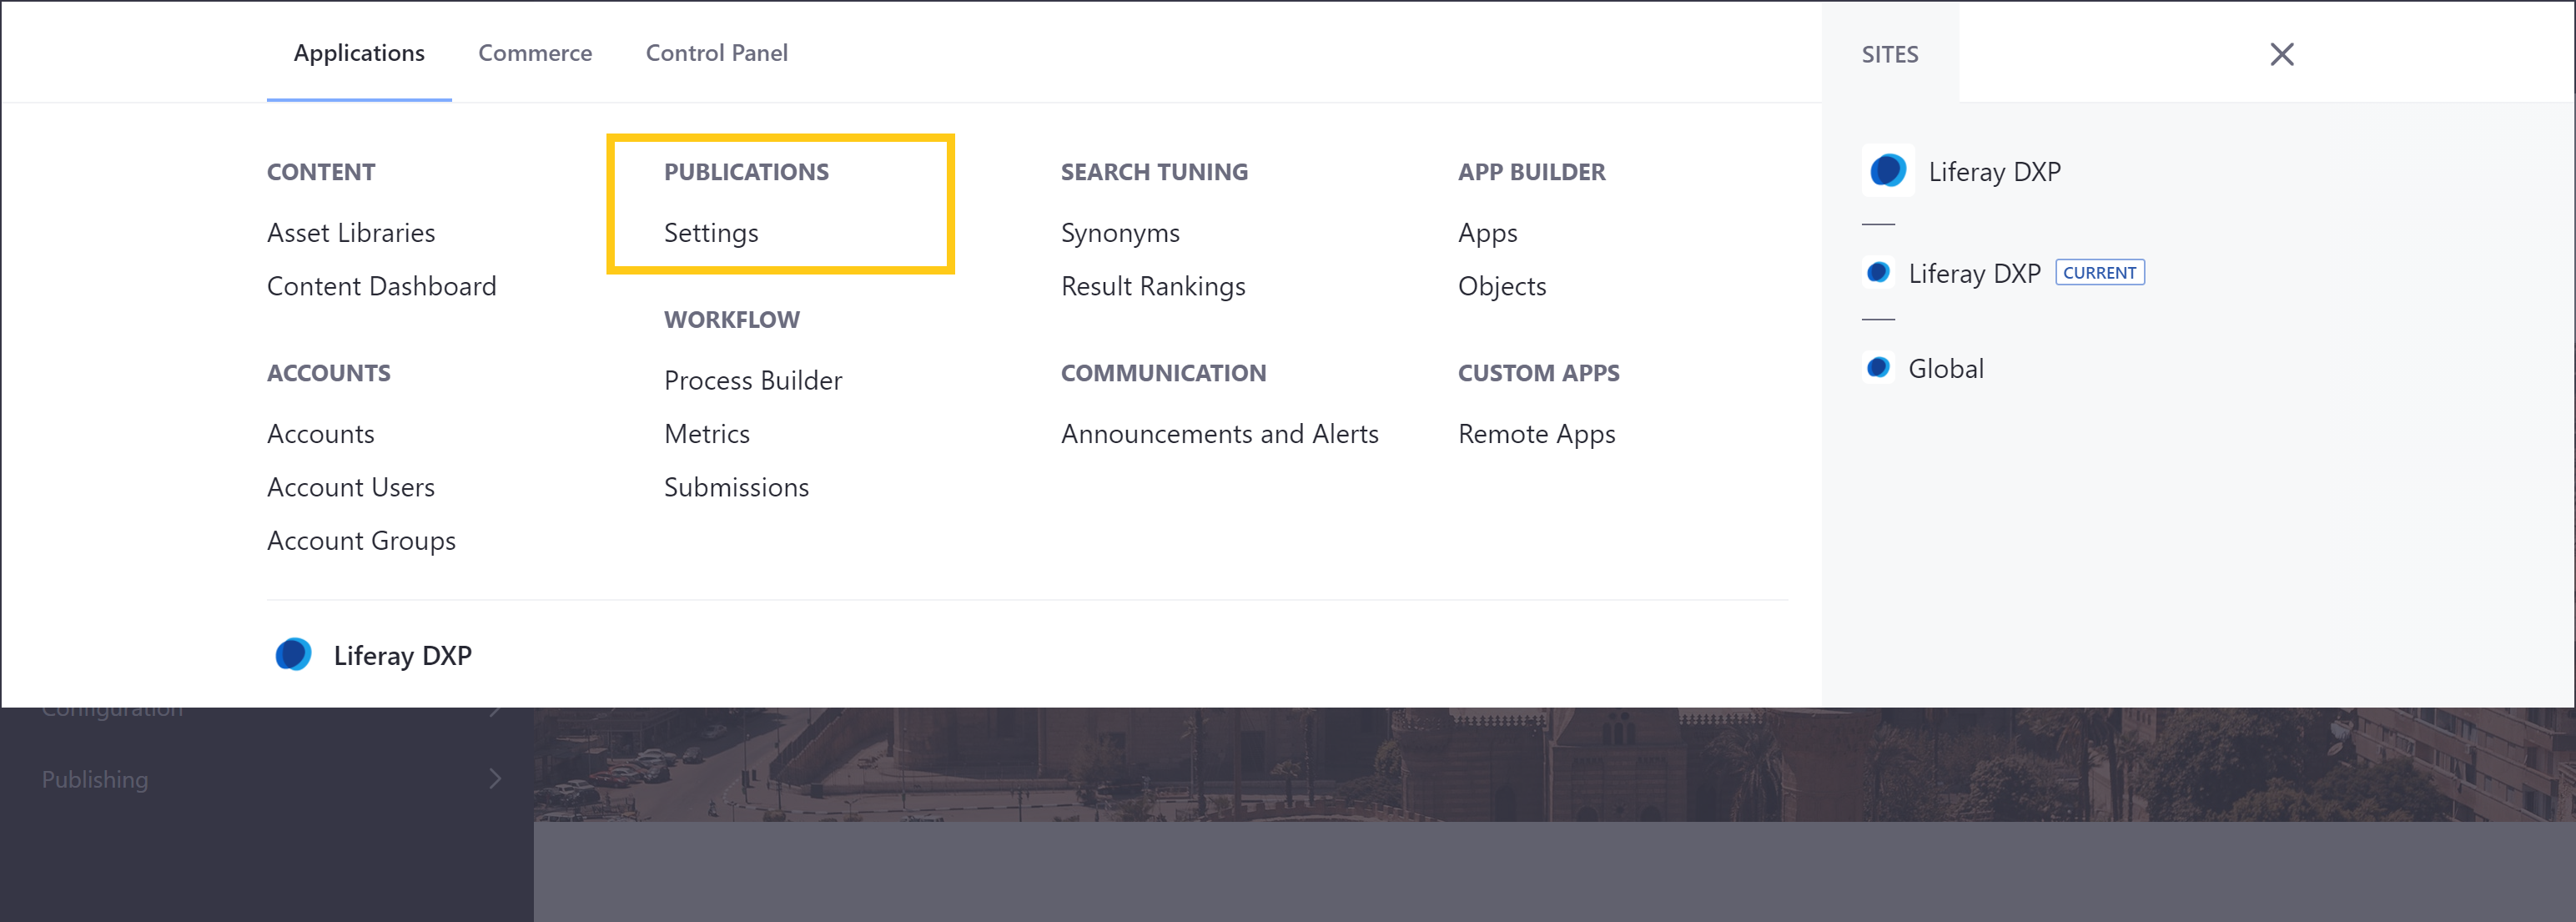 Applications Commerce Control Panel
SITES
CONTENT
Asset Libraries
Content Dashboard
ACCOUNTS
Accounts
Account Users
Account Groups
PUBLICATIONS
Settings
WORKFLOW
Process Builder
Metrics
Submissions
SEARCH TUNING
Synonyms
Result Rankings
COMMUNICATION
Announcements and Alerts
APP BUILDER
Apps
Objects
CUSTOM APPS
Remote Apps
Liferay DXP
Liferay DXP CURRENT
Global
Liferay DXP
Configuration
Publishing